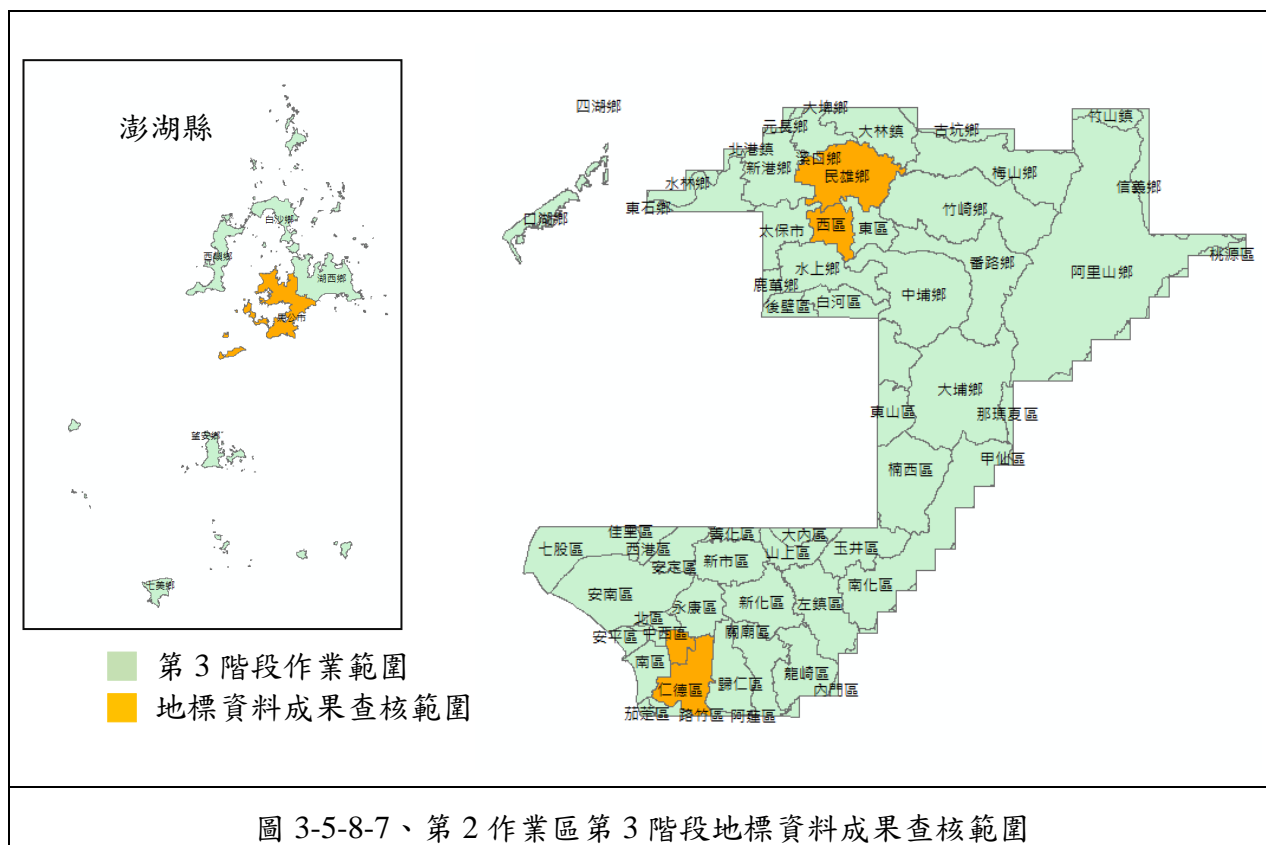 澎湖縣
白沙鄉
西嶼鄉
湖西鄉
馬公市
望安鄉
七美鄉
四湖鄉
口湖鄉
大埤鄉
元長鄉
大林鎮
古坑鄉
竹山鎮
北港鎮
新港鄉
溪口鄉
民雄鄉
梅山鄉
信義鄉
水林鄉
東石鄉
竹崎鄉
太保市
西區
東區
桃源區
水上鄉
番路鄉
阿里山鄉
鹿草鄉
中埔鄉
後壁區
白河區
大埔鄉
東山區
那瑪夏區
甲仙區
楠西區
佳里區
善化區
大內區
七股區
西港區
山上區
玉井區
安定區
新市區
南化區
安南區
永康區
新化區
左鎮區
北區
安平區
中西區
關廟區
南區
龍崎區
仁德區
歸仁區
內門區
茄萣區
路竹區
阿蓮區
第 3 階段作業範圍
地標資料成果查核範圍
圖 3-5-8-7、第 2 作業區第 3 階段地標資料成果查核範圍